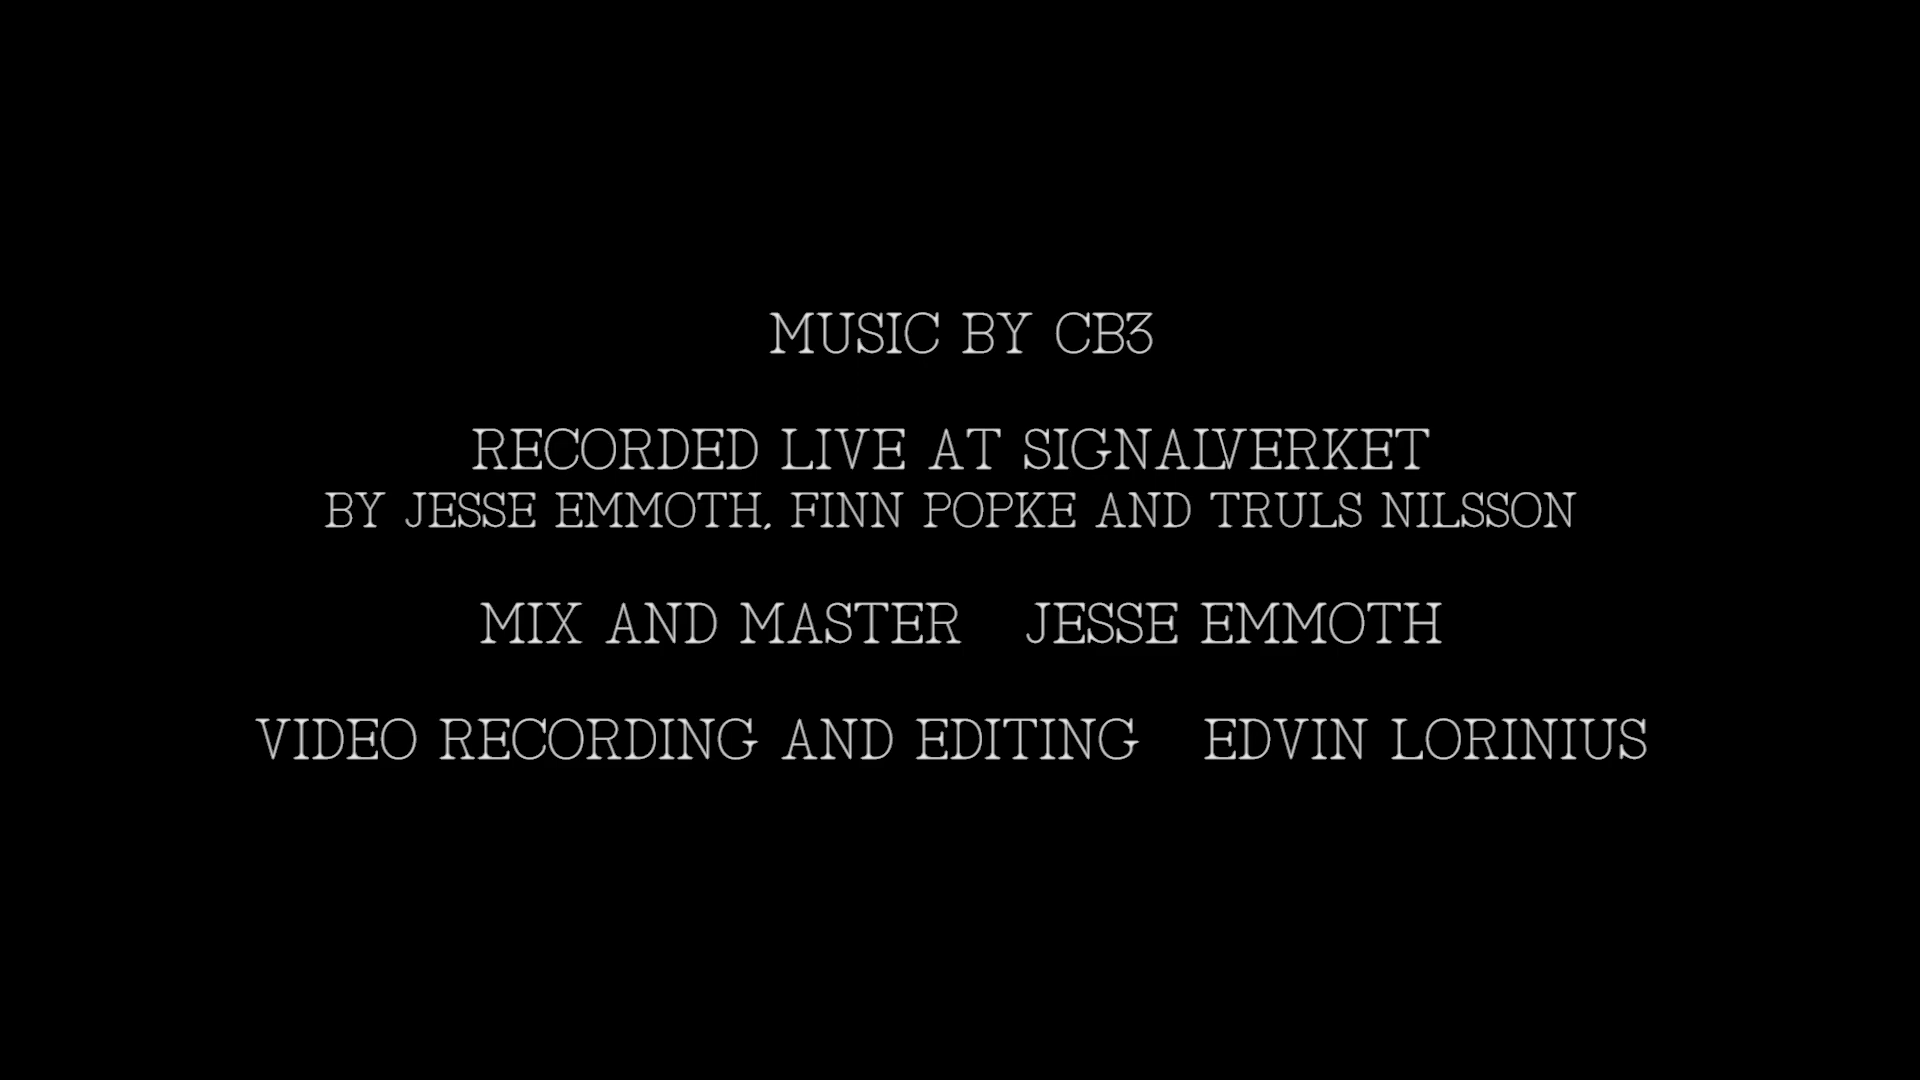 MUSIC BY CB3
RECORDED LIVE AT SIGNALVERKET
BY JESSE EMMOTH, FINN POPKE AND TRULS NILSSON
MIX AND MASTER JESSE EMMOTH
VIDEO RECORDING AND EDITING EDVIN LORINIUS